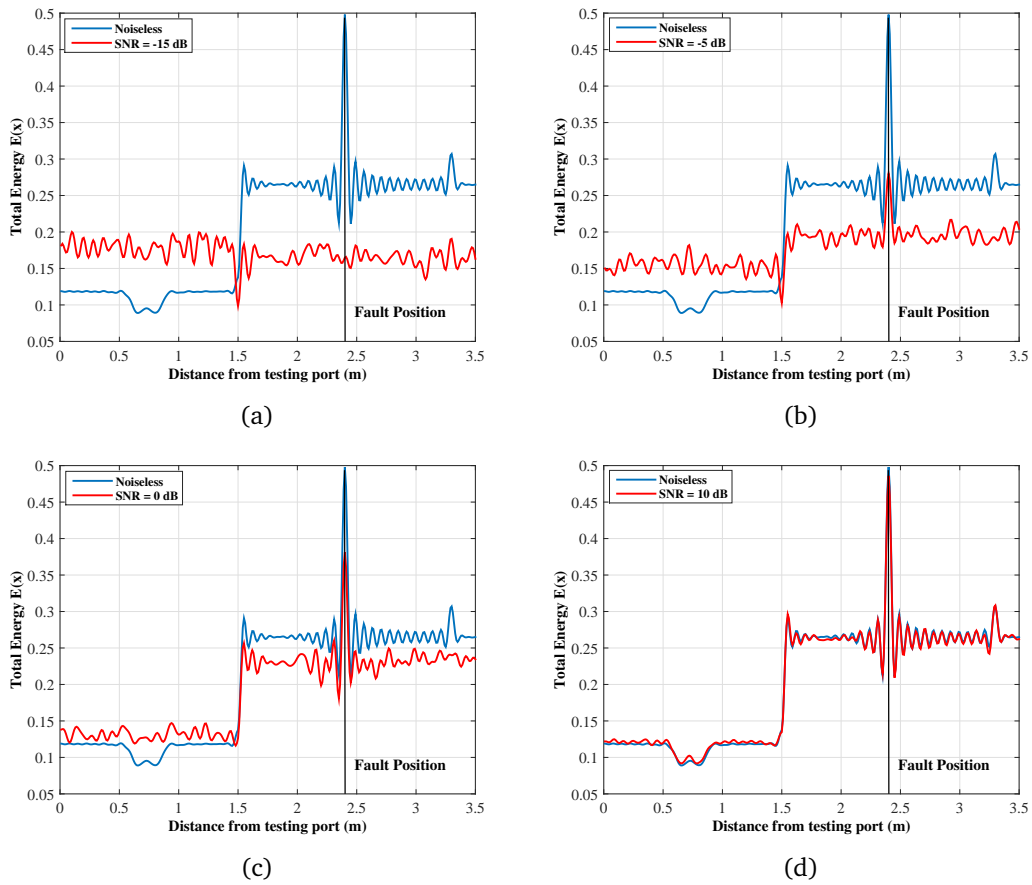 Noiseless
SNR = -15 dB
Total Energy E(x)
0.5
0.45
0.4
0.35
0.3
0.25
0.2
0.15
0.1
0.05
Fault Position
0 0.5 1 1.5 2 2.5 3 3.5
Distance from testing port (m)
(a)
Noiseless
SNR = -5 dB
Total Energy E(x)
0.5
0.45
0.4
0.35
0.3
0.25
0.2
0.15
0.1
0.05
Fault Position
0 0.5 1 1.5 2 2.5 3 3.5
Distance from testing port (m)
(b)
Noiseless
SNR = 0 dB
Total Energy E(x)
0.5
0.45
0.4
0.35
0.3
0.25
0.2
0.15
0.1
0.05
Fault Position
0 0.5 1 1.5 2 2.5 3 3.5
Distance from testing port (m)
(c)
Noiseless
SNR = 10 dB
Total Energy E(x)
0.5
0.45
0.4
0.35
0.3
0.25
0.2
0.15
0.1
0.05
Fault Position
0 0.5 1 1.5 2 2.5 3 3.5
Distance from testing port (m)
(d)